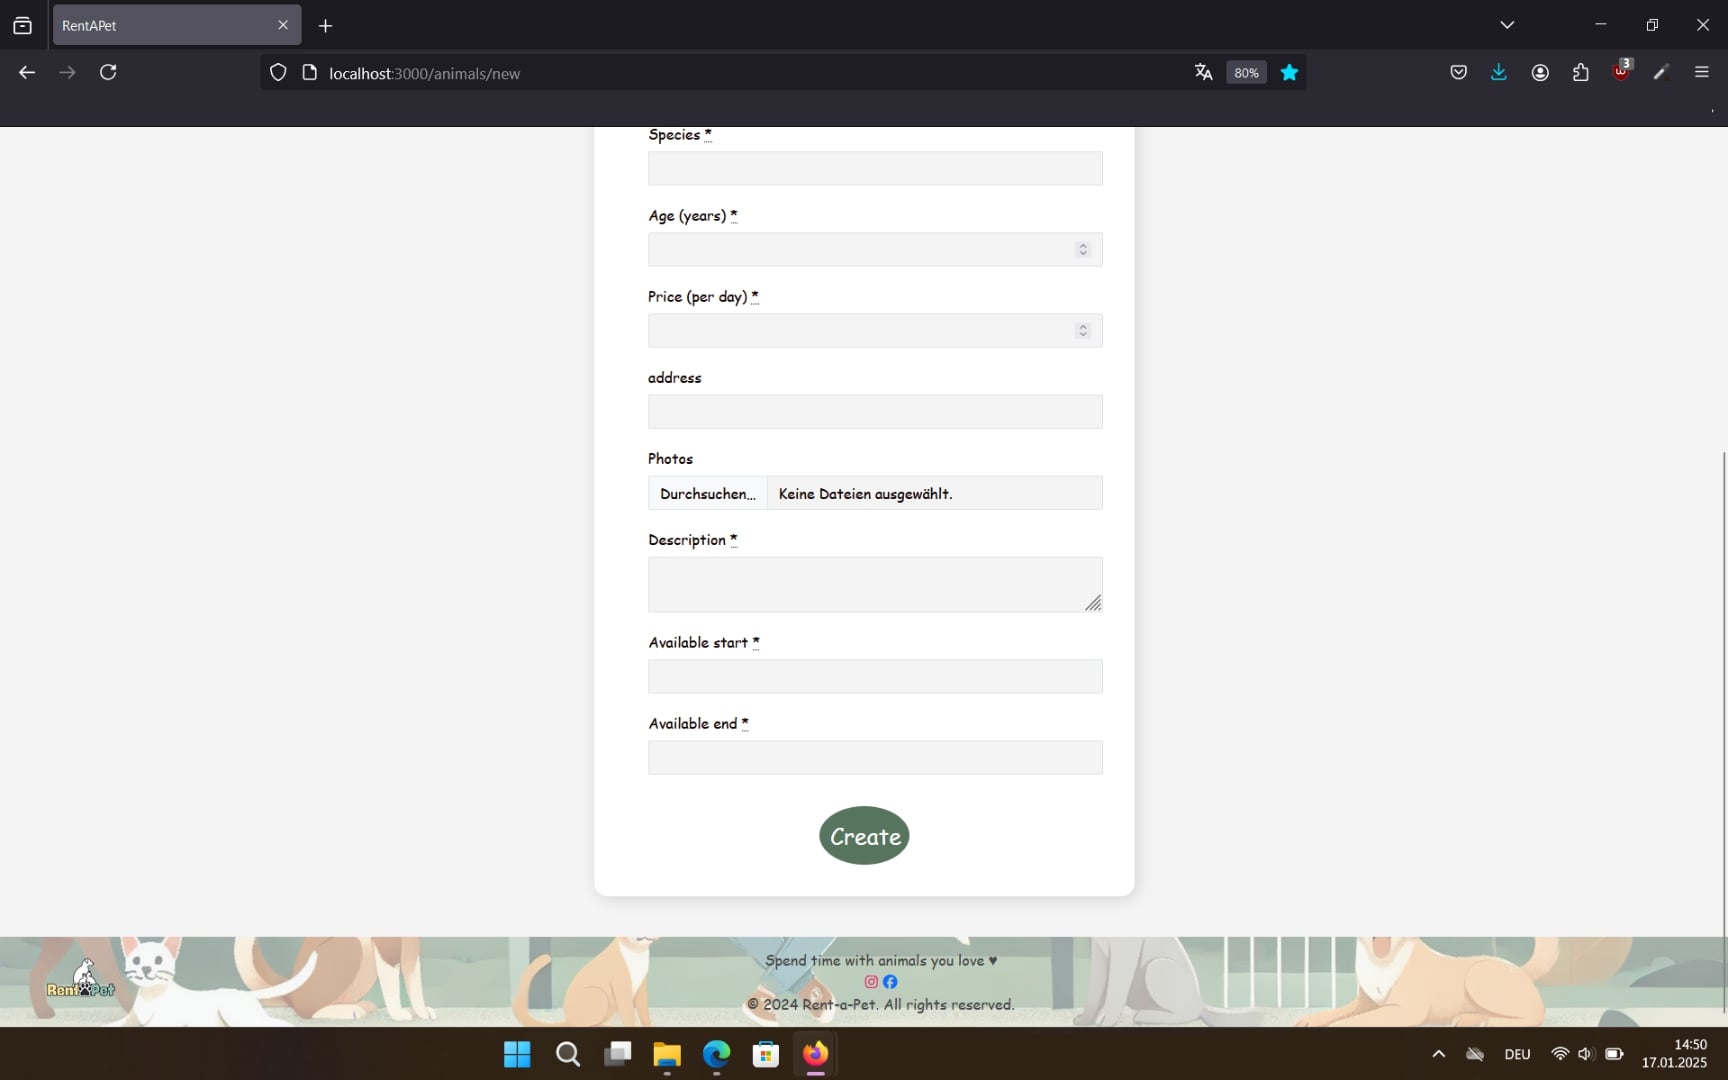 RentAPet
localhost:3000/animals/new
80%
3
Species *
Age (years) *
Price (per day) *
address
Photos
Durchsuchen... Keine Dateien ausgewählt.
Description *
Available start *
Available end *
Create
Spend time with animals you love ♥
Rent Pet
© 2024 Rent-a-Pet. All rights reserved.
DEU
14:50
17.01.2025